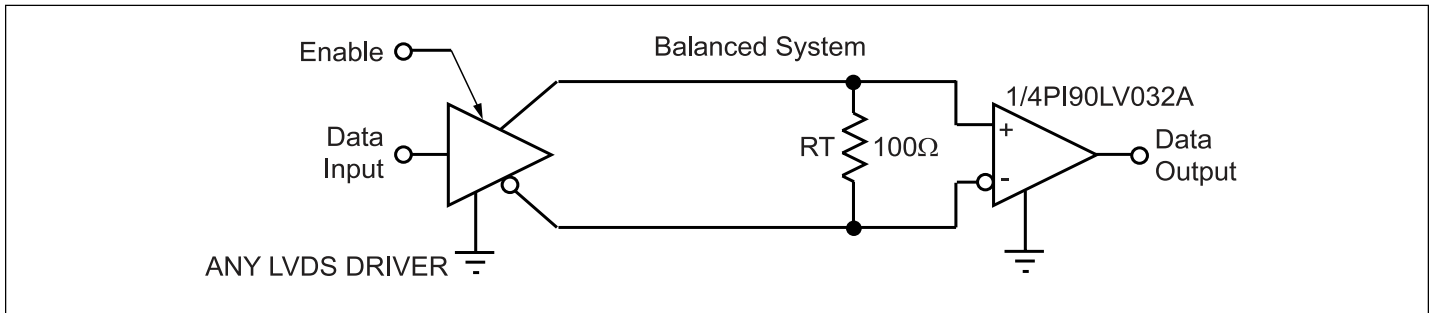 Enable
Balanced System
1/4PI90LV032A
Data
Input
RT
100Ω
+
-
Data
Output
ANY LVDS DRIVER